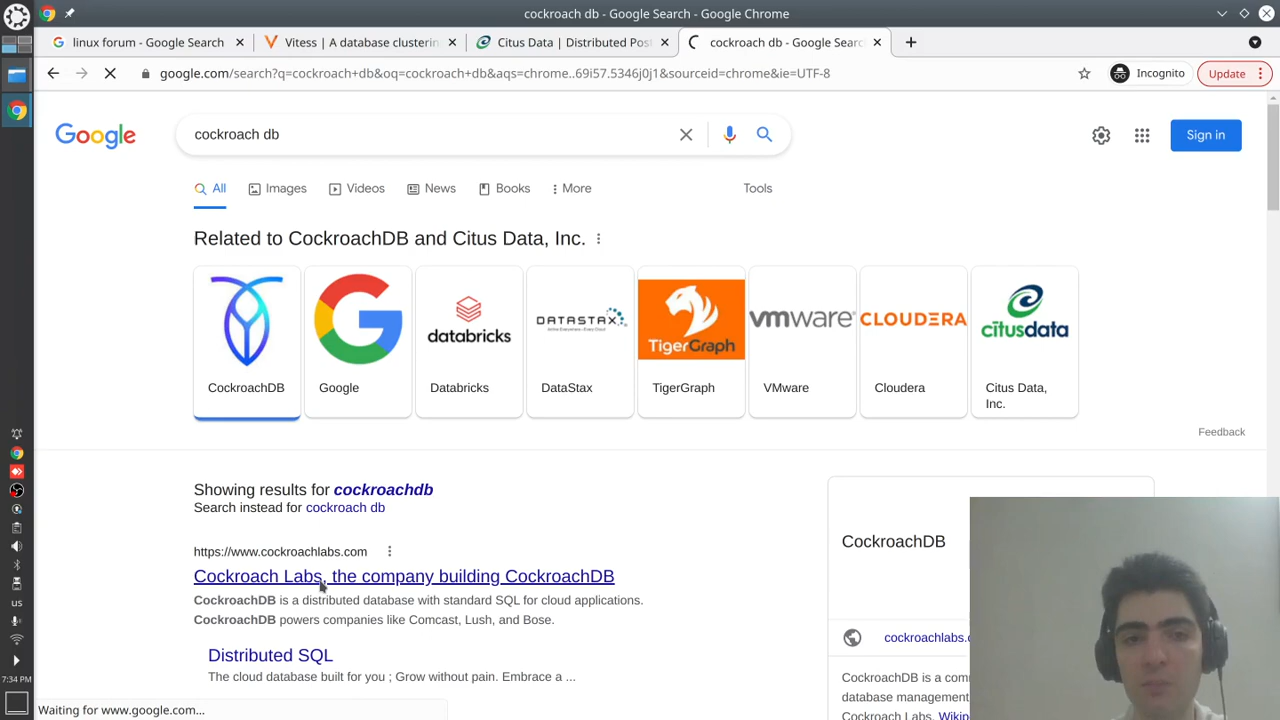 cockroach db - Google Search - Google Chrome
linux forum - Google Search
Vitess | A database clusterin
Citus Data | Distributed Pos
cockroach db - Google Searc
google.com/search?q=cockroach+db&oq=cockroach+db&aqs=chrome..69i57.5346j0j1&sourceid=chrome&ie=UTF-8
Incognito
Update
Google
cockroach db
Sign in
All
Images
Videos
News
Books
More
Tools
Related to CockroachDB and Citus Data, Inc.
databricks
DATASTAX
TigerGraph
vmware
CLOUDERA
citusdata
CockroachDB
Google
Databricks
DataStax
TigerGraph
VMware
Cloudera
Citus Data,
Inc.
Feedback
Showing results for cockroachdb
Search instead for cockroach db
https://www.cockroachlabs.com
Cockroach Labs, the company building CockroachDB
CockroachDB is a distributed database with standard SQL for cloud applications.
CockroachDB powers companies like Comcast, Lush, and Bose.
Distributed SQL
The cloud database built for you ; Grow without pain. Embrace a ...
CockroachDB
cockroachlabs.c
CockroachDB is a com
database management
Cockroach Labs. Wikip
us
7:34 PM
Waiting for www.google.com...